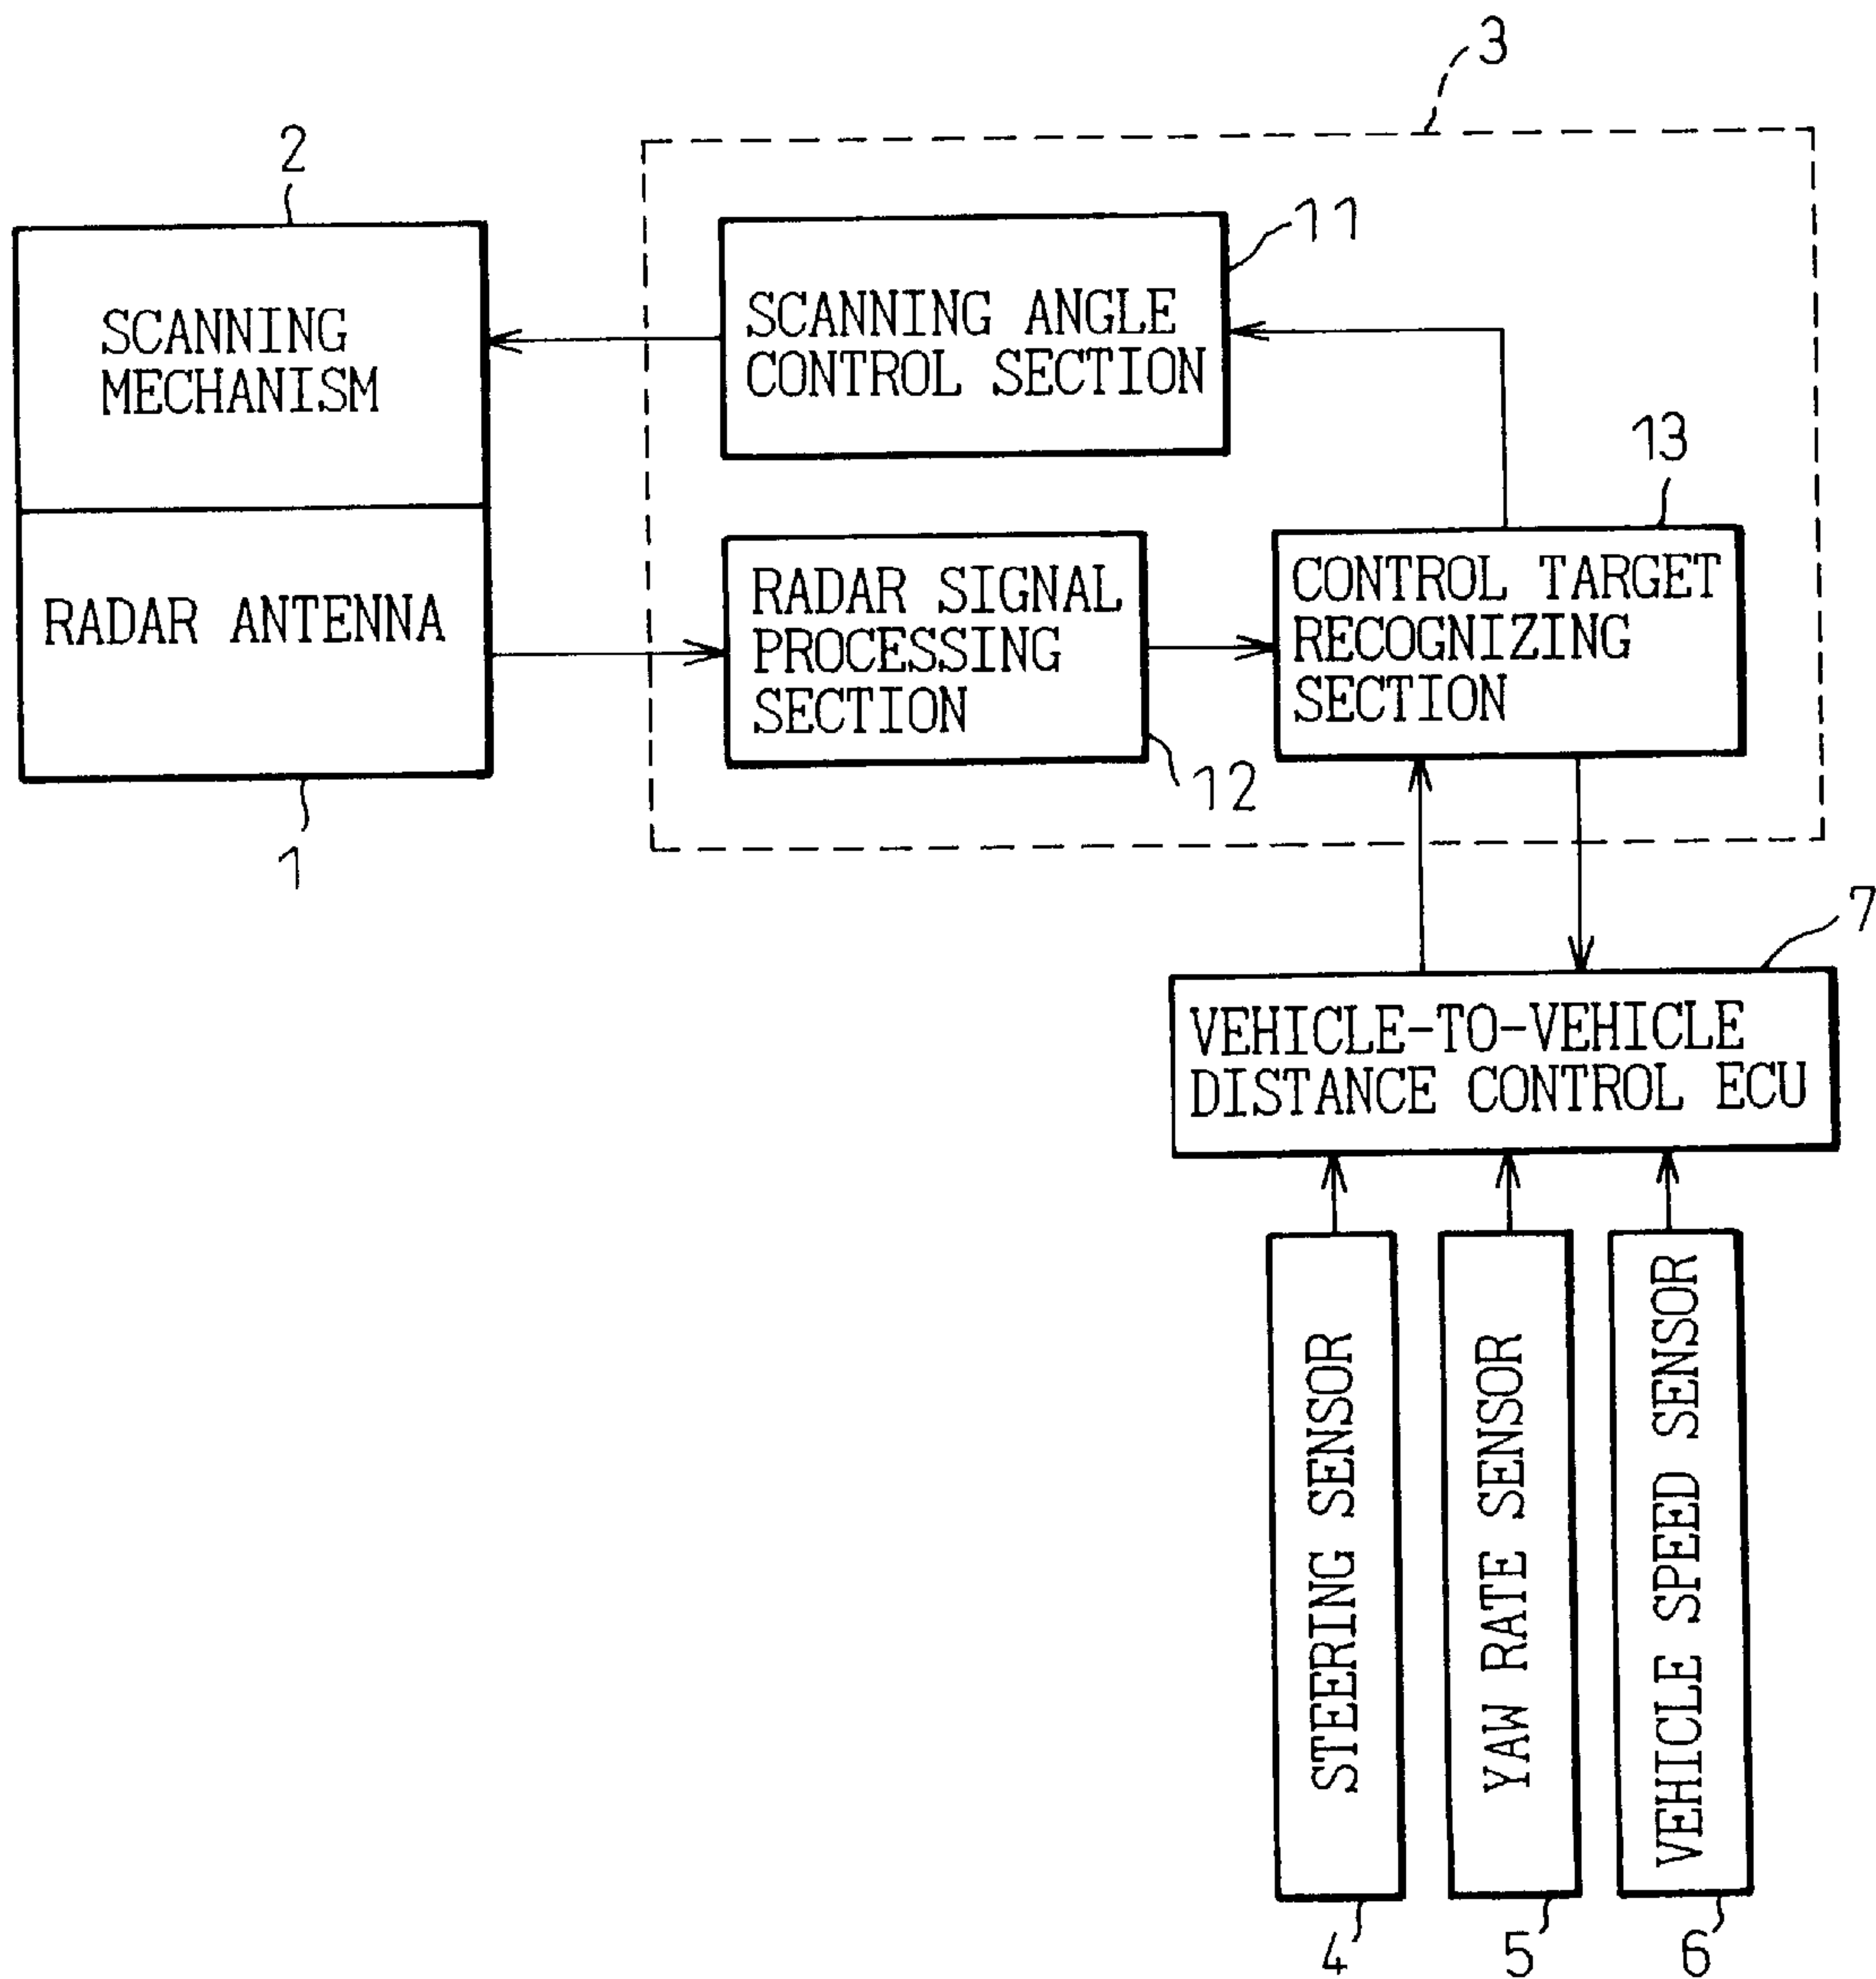 3
2
11
SCANNING
MECHANISM
SCANNING ANGLE
CONTROL SECTION
13
RADAR ANTENNA
RADAR SIGNAL
PROCESSING
SECTION
CONTROL TARGET
RECOGNIZING
SECTION
12
1
7
VEHICLE-TO-VEHICLE
DISTANCE CONTROL ECU
STEERING SENSOR
YAW RATE SENSOR
VEHICLE SPEED SENSOR
4
5
6